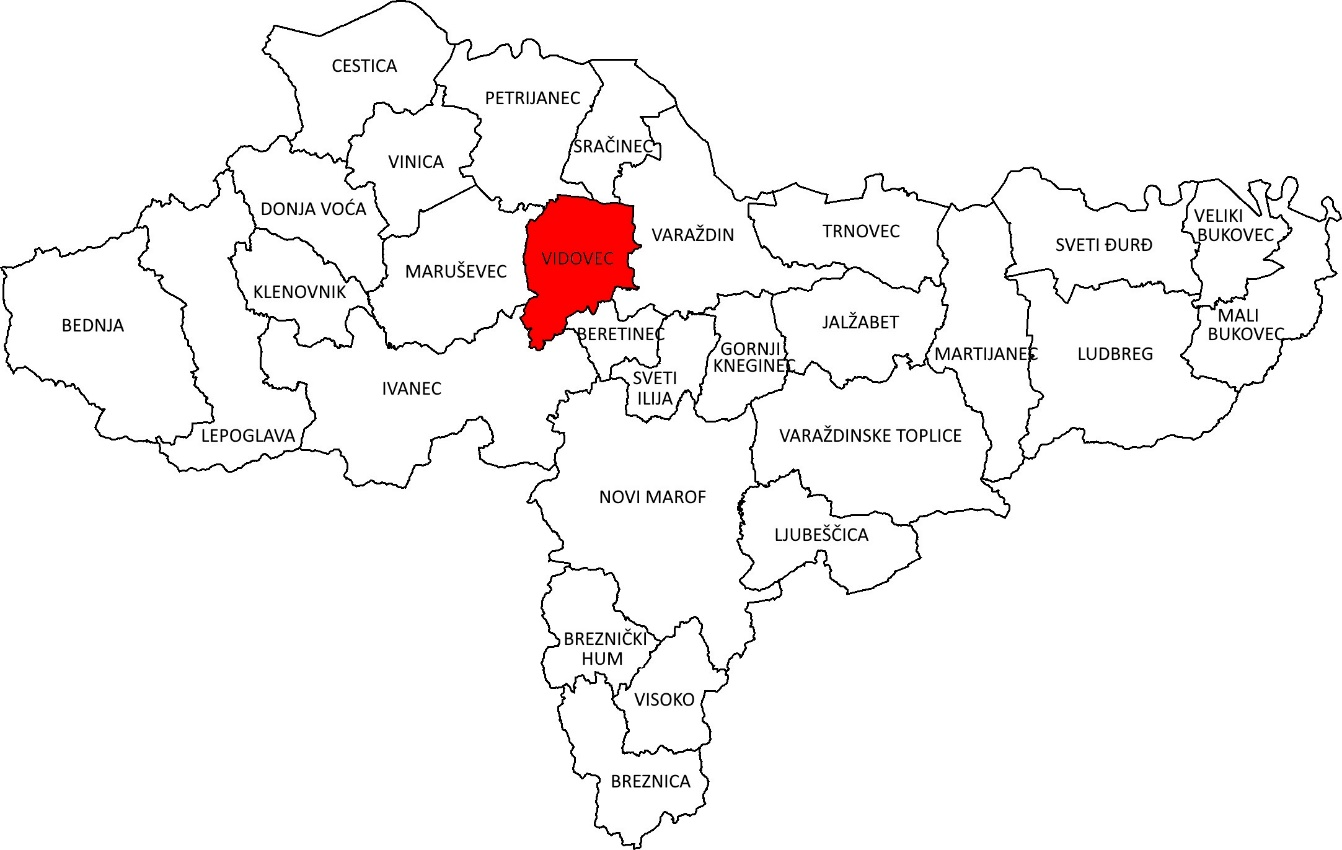 CESTICA
PETRIJANEC
SRAČINEC
VINICA
DONJA VOĆA
VARAŽDIN
TRNOVEC
SVETI ĐURĐ
VELIKI
BUKOVEC
VIDOVEC
MARUŠEVEC
KLENOVNIK
BEDNJA
BERETINEC
JALŽABET
MALI
BUKOVEC
GORNJI
KNEGINEC
MARTIJANEC
LUDBREG
SVETI
ILIJA
IVANEC
LEPOGLAVA
VARAŽDINSKE TOPLICE
NOVI MAROF
LJUBEŠČICA
BREZNIČKI
HUM
VISOKO
BREZNICA